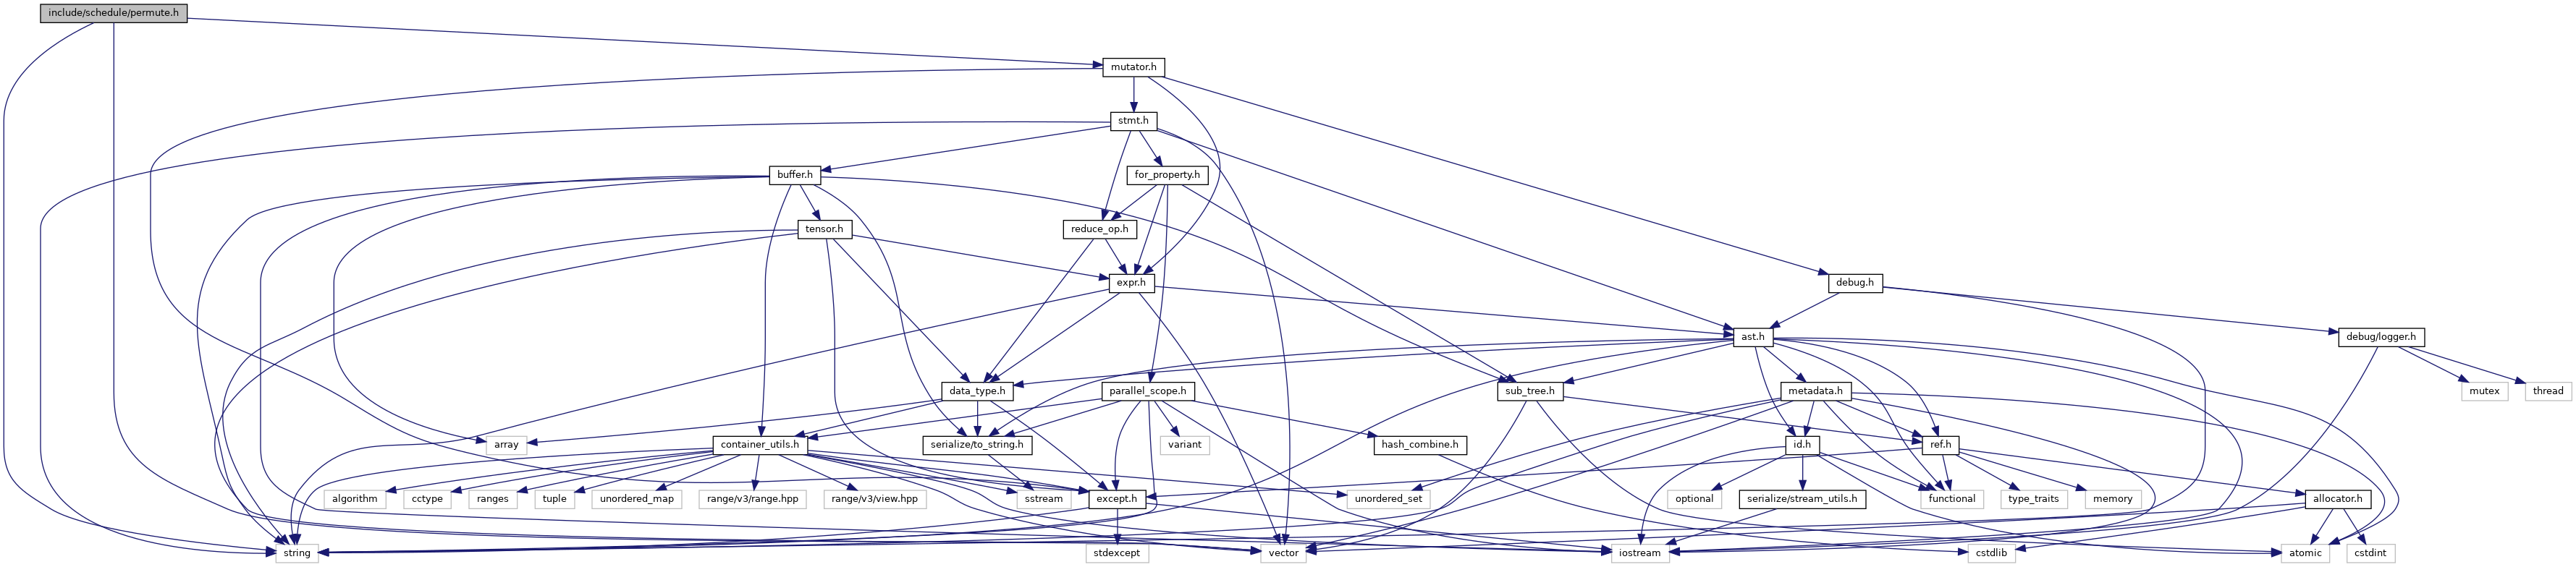 include/schedule/permute.h
mutator.h
stmt.h
buffer.h
for_property.h
tensor.h
reduce_op.h
expr.h
debug.h
ast.h
debug/logger.h
data_type.h
parallel_scope.h
sub_tree.h
metadata.h
mutex
thread
array
container_utils.h
serialize/to_string.h
variant
hash_combine.h
id.h
ref.h
algorithm
cctype
ranges
tuple
unordered_map
range/v3/range.hpp
range/v3/view.hpp
sstream
except.h
unordered_set
optional
serialize/stream_utils.h
functional
type_traits
memory
allocator.h
string
stdexcept
vector
iostream
cstdlib
atomic
cstdint